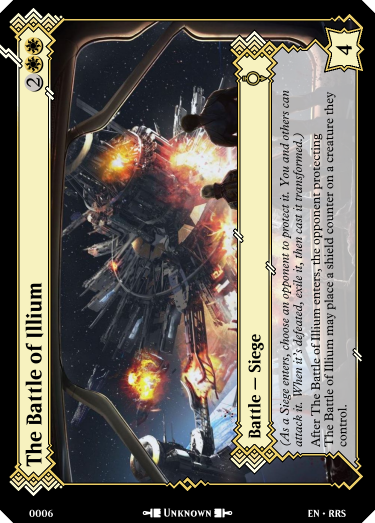 The Battle of Illium
2
Battle – Siege
(As a Siege enters, choose an opponent to protect it. You and others can
attack it. When it's defeated, exile it, then cast it transformed.)
After The Battle of Illium enters, the opponent protecting
The Battle of Illium may place a shield counter on a creature they
control.
4
0006
Unknown
EN • RRS